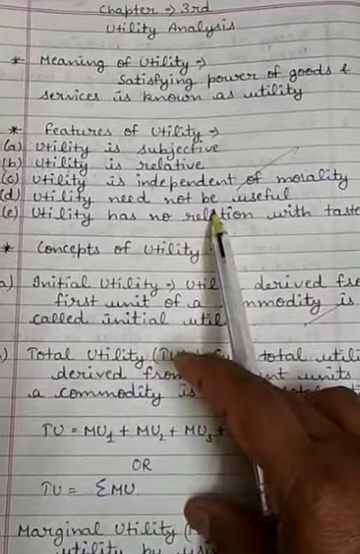 Chapter → 3rd
Utility Analysis
* Meaning of Utility →
Satisfying power of goods &
services is known as utility
* Features of Utility →
(a) Utility is subjective
(b) Utility is relative
(c) Utility is independent of morality
(d) Utility need not be useful
(e) Utility has no relation with taste
* Concepts of Utility
a) Initial Utility → derived
first unit of a is
called initial
Total Utility total
derived units
a commodity is
TU = MU1 + MU2 + MU3 +
OR
TU = ΣMU
Marginal Utility
utility by